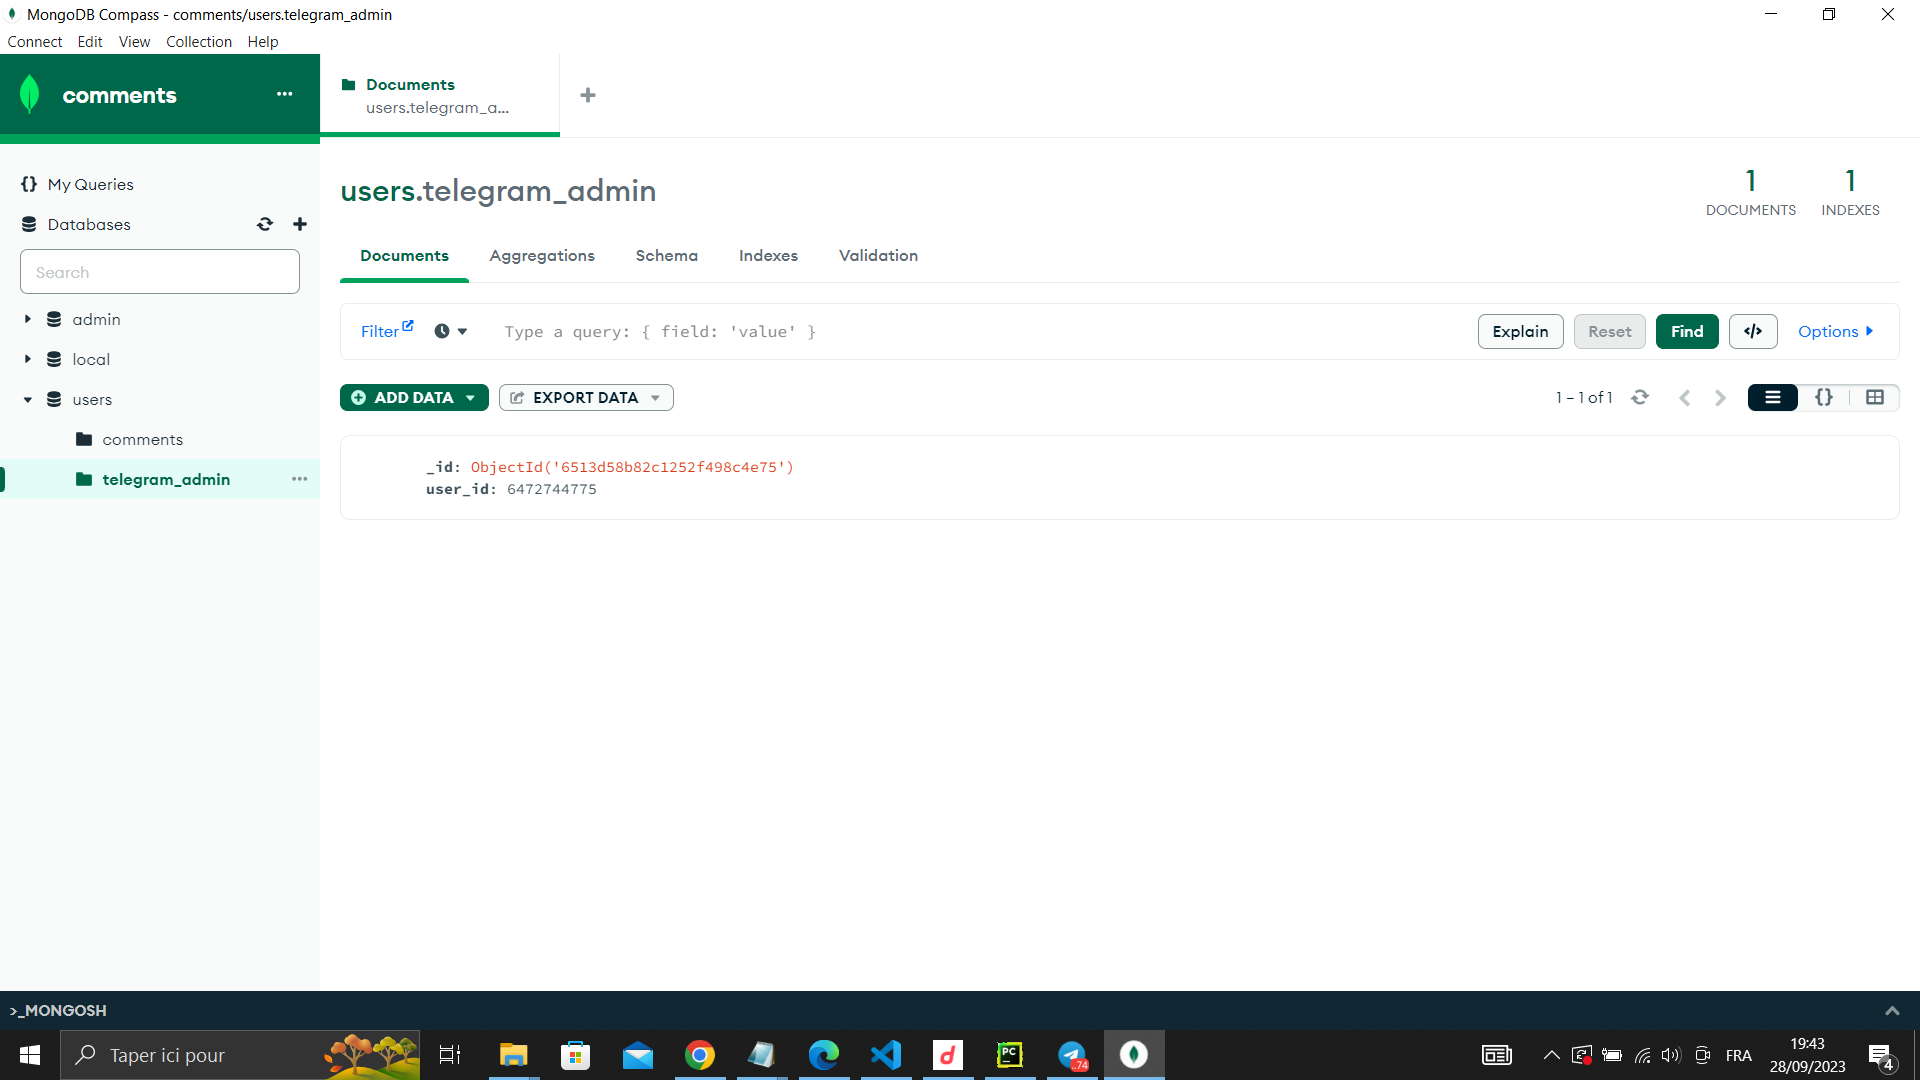 MongoDB Compass - comments/users.telegram_admin
Connect Edit View Collection Help
comments
Documents
users.telegram_a...
My Queries
Databases
Search
admin
local
users
comments
telegram_admin
users.telegram_admin
1
DOCUMENTS
1
INDEXES
Documents Aggregations Schema Indexes Validation
Filter Type a query: { field: 'value' } Explain Reset Find </> Options
ADD DATA EXPORT DATA 1 – 1 of 1 {}
_id: ObjectId('6513d58b82c1252f498c4e75')
user_id: 6472744775
>_MONGOSH
Taper ici pour
PC
..74
FRA
19:43
28/09/2023
4